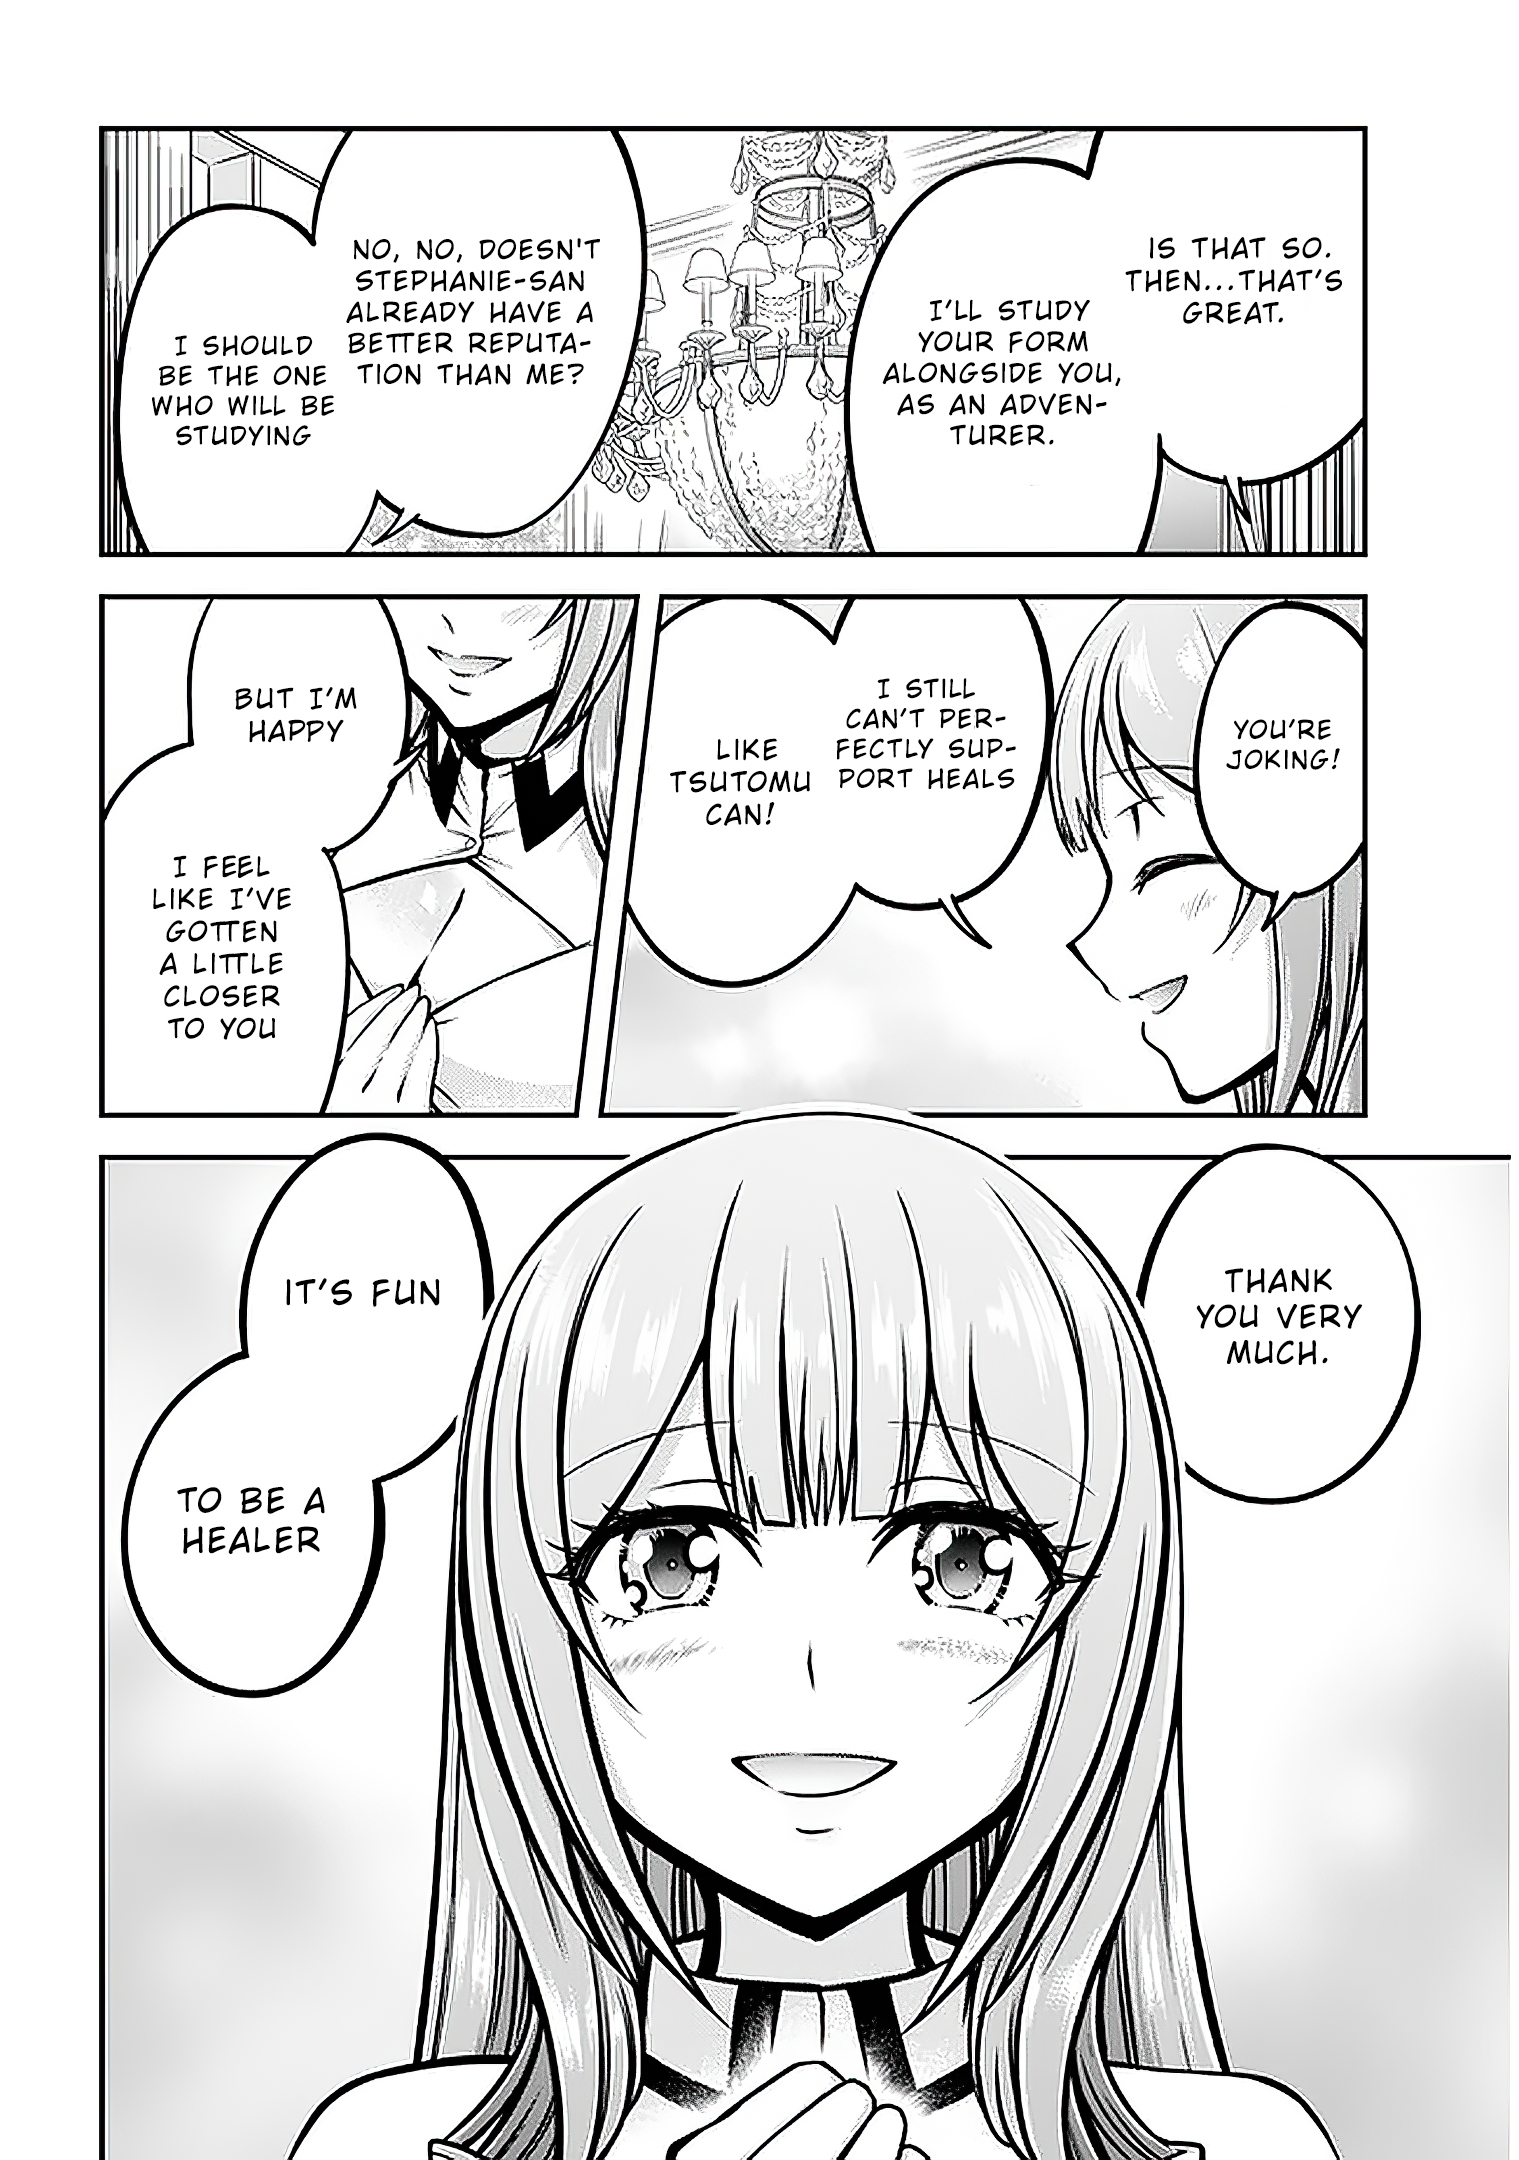 IS THAT SO.
THEN...THAT'S
GREAT.
I'LL STUDY
YOUR FORM
ALONGSIDE YOU,
AS AN ADVEN-
TURER.
NO, NO, DOESN'T
STEPHANIE-SAN
ALREADY HAVE A
BETTER REPUTA-
TION THAN ME?
I SHOULD
BE THE ONE
WHO WILL BE
STUDYING
YOU'RE
JOKING!
I STILL
CAN'T PER-
FECTLY SUP-
PORT HEALS
LIKE
TSUTOMU
CAN!
BUT I'M
HAPPY
I FEEL
LIKE I'VE
GOTTEN
A LITTLE
CLOSER
TO YOU
THANK
YOU VERY
MUCH.
IT'S FUN
TO BE A
HEALER